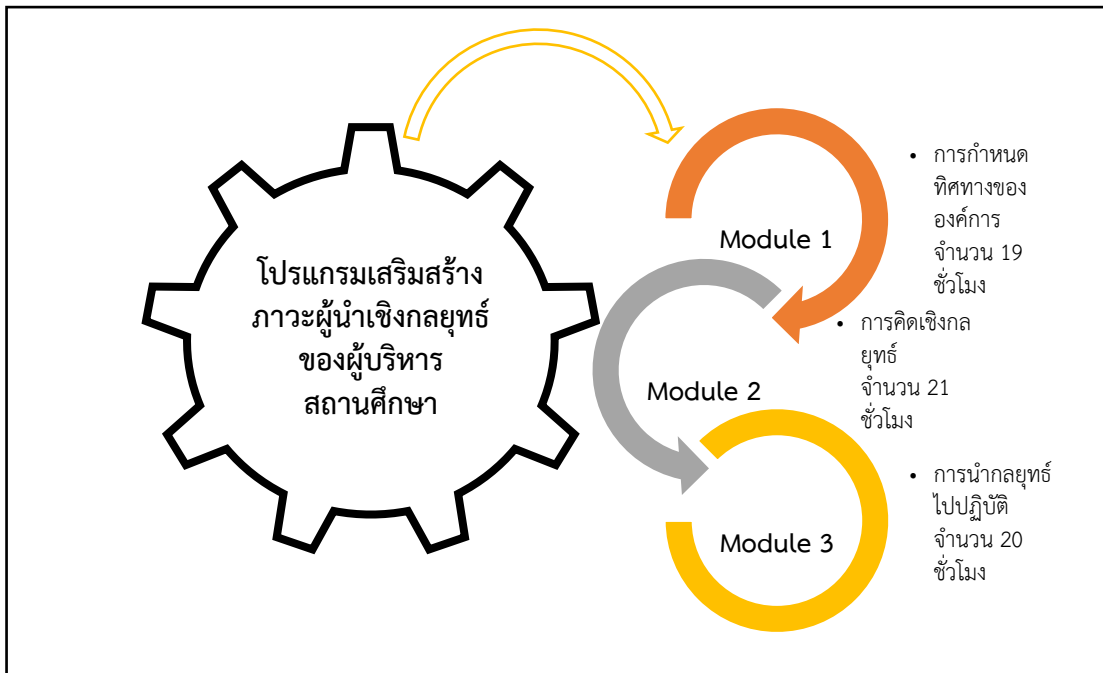 โปรแกรมเสริมสร้าง
ภาวะผู้นำเชิงกลยุทธ์
ของผู้บริหาร
สถานศึกษา
Module 1
• การกำหนด
ทิศทางของ
องค์การ
จำนวน 19
ชั่วโมง
Module 2
• การคิดเชิงกล
ยุทธ์
จำนวน 21
ชั่วโมง
Module 3
• การนำกลยุทธ์
ไปปฏิบัติ
จำนวน 20
ชั่วโมง